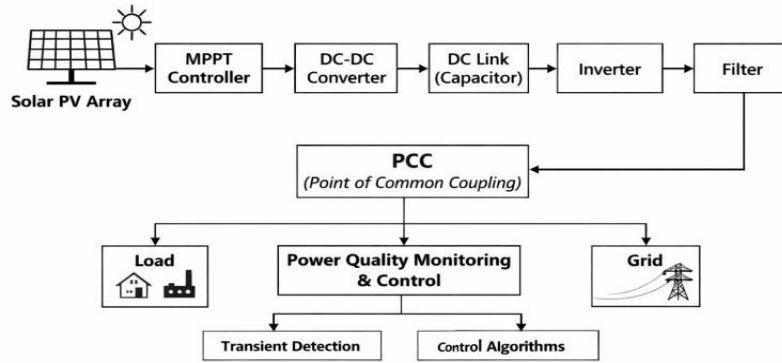 Solar PV Array
MPPT
Controller
DC-DC
Converter
DC Link
(Capacitor)
Inverter
Filter
PCC
(Point of Common Coupling)
Load
Power Quality Monitoring
& Control
Grid
Transient Detection
Control Algorithms